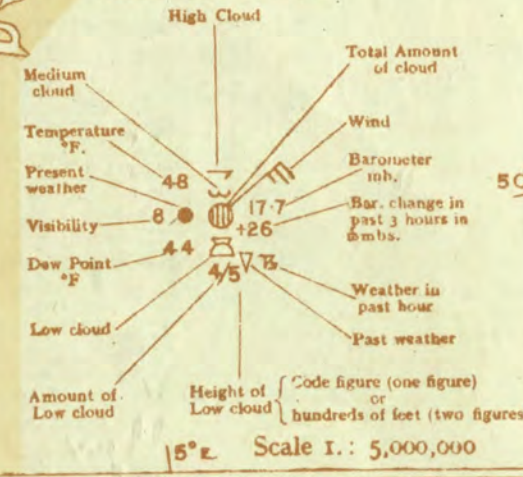 High Cloud
Total Amount
of cloud
Medium
cloud
Wind
Temperature
°F.
Barometer
mb.
Present
weather
48
17.7
Bar. change in
past 3 hours in
mbs.
Visibility
8
+26
Dew Point
°F
44
4/5
Weather in
past hour
Low cloud
Past weather
Amount of
Low cloud
Height of
Low cloud
Code figure (one figure)
or
hundreds of feet (two figures
5°E
Scale 1.: 5,000,000